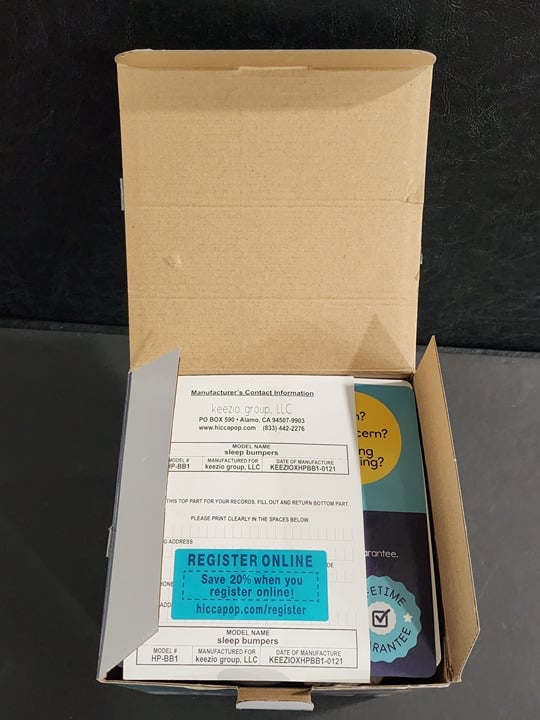 Manufacturer's Contact Information
keezio group, LLC
PO BOX 590 • Alamo, CA 94507-9903
www.hiccapop.com (833) 442-2276
MODEL NAME
sleep bumpers
MODEL # MANUFACTURED FOR DATE OF MANUFACTURE
HP-BB1 keezio group, LLC KEEZIOXHPBB1-0121
THIS TOP PART FOR YOUR RECORDS. FILL OUT AND RETURN BOTTOM PART.
PLEASE PRINT CLEARLY IN THE SPACES BELOW
G ADDRESS
REGISTER ONLINE
Save 20% when you
register online!
hiccapop.com/register
DE
HONE
ADD
MODEL NAME
sleep bumpers
MODEL # MANUFACTURED FOR DATE OF MANUFACTURE
HP-BB1 keezio group, LLC KEEZIOXHPBB1-0121
n?
cern?
ng
ing?
arantee.
ETIME
RANTEE